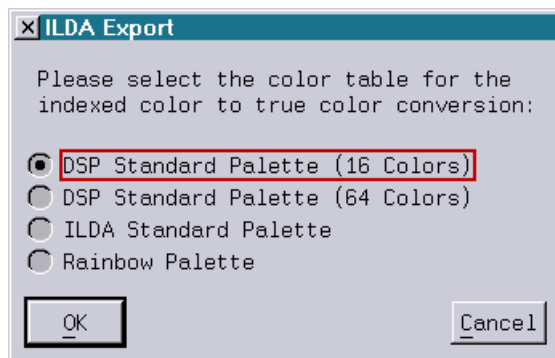 ILDA Export
Please select the color table for the
indexed color to true color conversion:
DSP Standard Palette (16 Colors)
DSP Standard Palette (64 Colors)
ILDA Standard Palette
Rainbow Palette
OK
Cancel